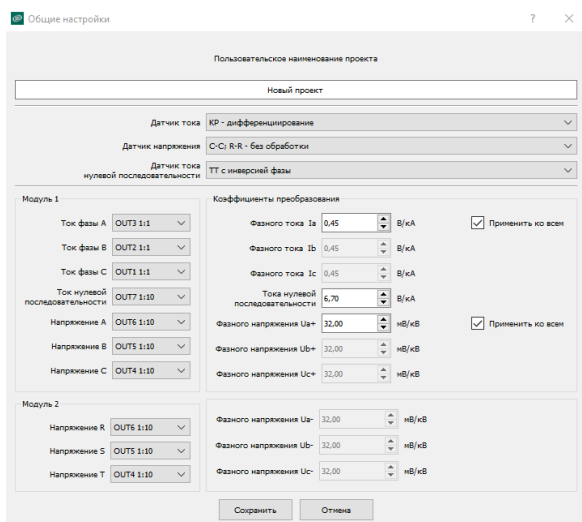 Общие настройки
Пользовательское наименование проекта
Новый проект
Датчик тока КР - дифференциирование
Датчик напряжения С-С; R-R - без обработки
Датчик тока
нулевой последовательности ТТ с инверсией фазы
Модуль 1
Ток фазы А OUT3 1:1
Ток фазы В OUT2 1:1
Ток фазы С OUT1 1:1
Ток нулевой
последовательности OUT7 1:10
Напряжение А OUT6 1:10
Напряжение В OUT5 1:10
Напряжение С OUT4 1:10
Коэффициенты преобразования
Фазного тока Ia 0,45 В/кА Применить ко всем
Фазного тока Ib 0,45 В/кА
Фазного тока Ic 0,45 В/кА
Тока нулевой
последовательности 6,70 В/кА
Фазного напряжения Ua+ 32,00 мВ/кВ Применить ко всем
Фазного напряжения Ub+ 32,00 мВ/кВ
Фазного напряжения Uc+ 32,00 мВ/кВ
Модуль 2
Напряжение R OUT6 1:10
Напряжение S OUT5 1:10
Напряжение T OUT4 1:10
Фазного напряжения Ua- 32,00 мВ/кВ
Фазного напряжения Ub- 32,00 мВ/кВ
Фазного напряжения Uc- 32,00 мВ/кВ
Сохранить Отмена